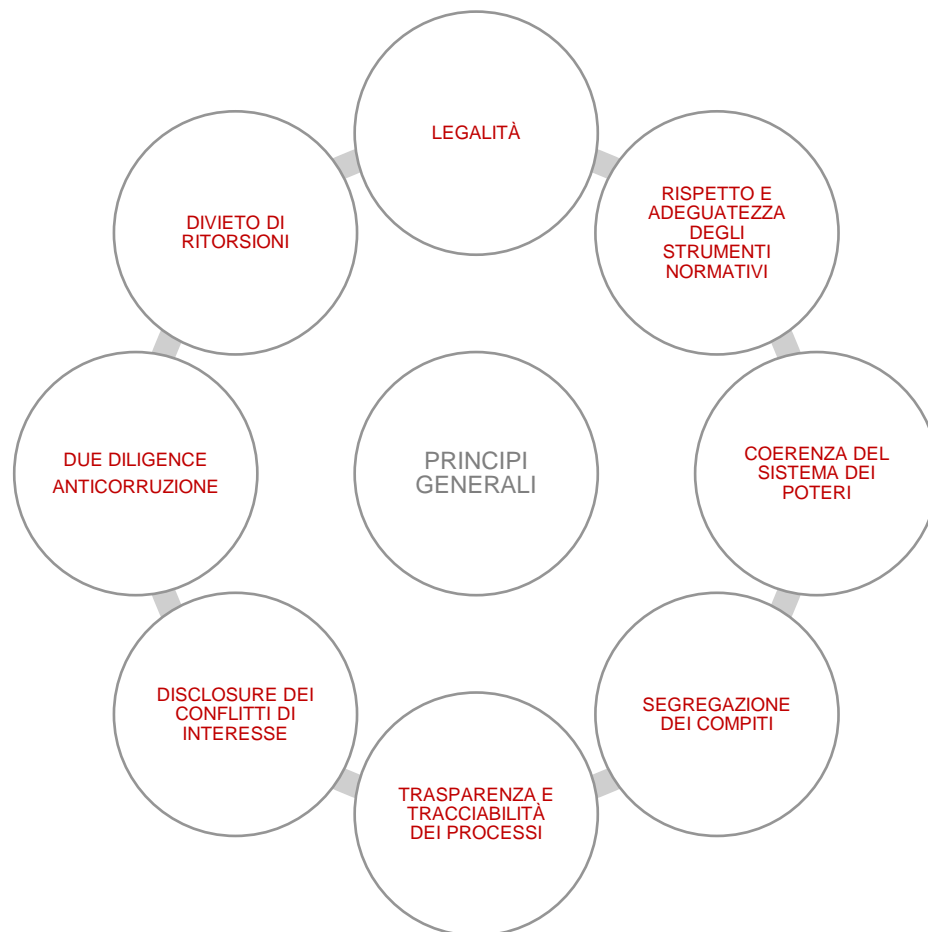 LEGALITÀ
RISPETTO E
ADEGUATEZZA
DEGLI
STRUMENTI
NORMATIVI
COERENZA DEL
SISTEMA DEI
POTERI
SEGREGAZIONE
DEI COMPITI
TRASPARENZA E
TRACCIABILITÀ
DEI PROCESSI
DISCLOSURE DEI
CONFLITTI DI
INTERESSE
DUE DILIGENCE
ANTICORRUZIONE
DIVIETO DI
RITORSIONI
PRINCIPI
GENERALI